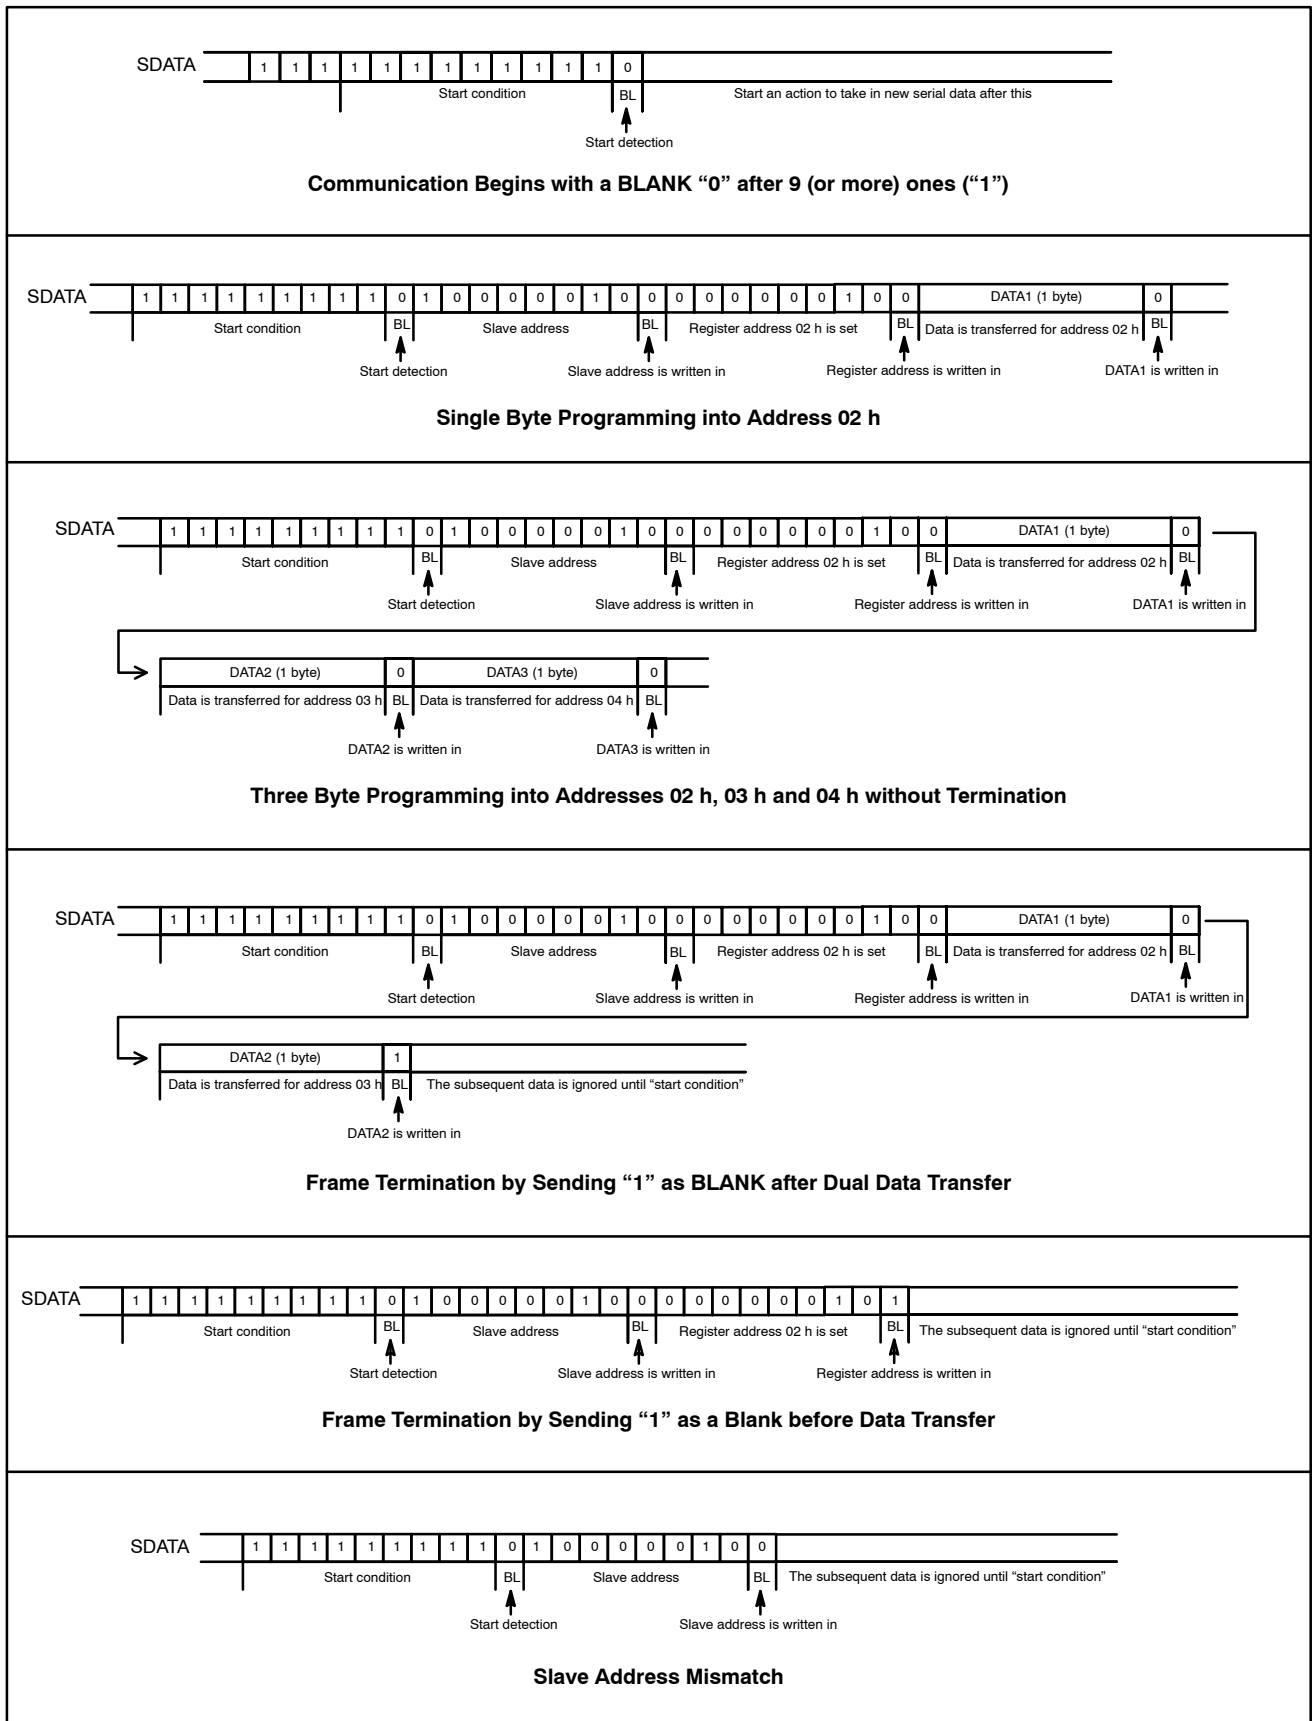 SDATA 1 1 1 1 1 1 1 1 1 1 1 1 0
Start condition BL Start an action to take in new serial data after this
Start detection
Communication Begins with a BLANK “0” after 9 (or more) ones (“1”)
SDATA 1 1 1 1 1 1 1 1 1 0 1 0 0 0 0 0 1 0 0 0 0 0 0 0 0 1 0 0 DATA1 (1 byte) 0
Start condition BL Slave address BL Register address 02 h is set BL Data is transferred for address 02 h BL
Start detection Slave address is written in Register address is written in DATA1 is written in
Single Byte Programming into Address 02 h
SDATA 1 1 1 1 1 1 1 1 1 0 1 0 0 0 0 0 1 0 0 0 0 0 0 0 0 1 0 0 DATA1 (1 byte) 0
Start condition BL Slave address BL Register address 02 h is set BL Data is transferred for address 02 h BL
Start detection Slave address is written in Register address is written in DATA1 is written in
DATA2 (1 byte) 0 DATA3 (1 byte) 0
Data is transferred for address 03 h BL Data is transferred for address 04 h BL
DATA2 is written in DATA3 is written in
Three Byte Programming into Addresses 02 h, 03 h and 04 h without Termination
SDATA 1 1 1 1 1 1 1 1 1 0 1 0 0 0 0 0 1 0 0 0 0 0 0 0 0 1 0 0 DATA1 (1 byte) 0
Start condition BL Slave address BL Register address 02 h is set BL Data is transferred for address 02 h BL
Start detection Slave address is written in Register address is written in DATA1 is written in
DATA2 (1 byte) 1
Data is transferred for address 03 h BL The subsequent data is ignored until “start condition”
DATA2 is written in
Frame Termination by Sending “1” as BLANK after Dual Data Transfer
SDATA 1 1 1 1 1 1 1 1 1 0 1 0 0 0 0 0 1 0 0 0 0 0 0 0 0 1 0 1
Start condition BL Slave address BL Register address 02 h is set BL The subsequent data is ignored until “start condition”
Start detection Slave address is written in Register address is written in
Frame Termination by Sending “1” as a Blank before Data Transfer
SDATA 1 1 1 1 1 1 1 1 1 0 1 0 0 0 0 0 1 0 0
Start condition BL Slave address BL The subsequent data is ignored until “start condition”
Start detection Slave address is written in
Slave Address Mismatch